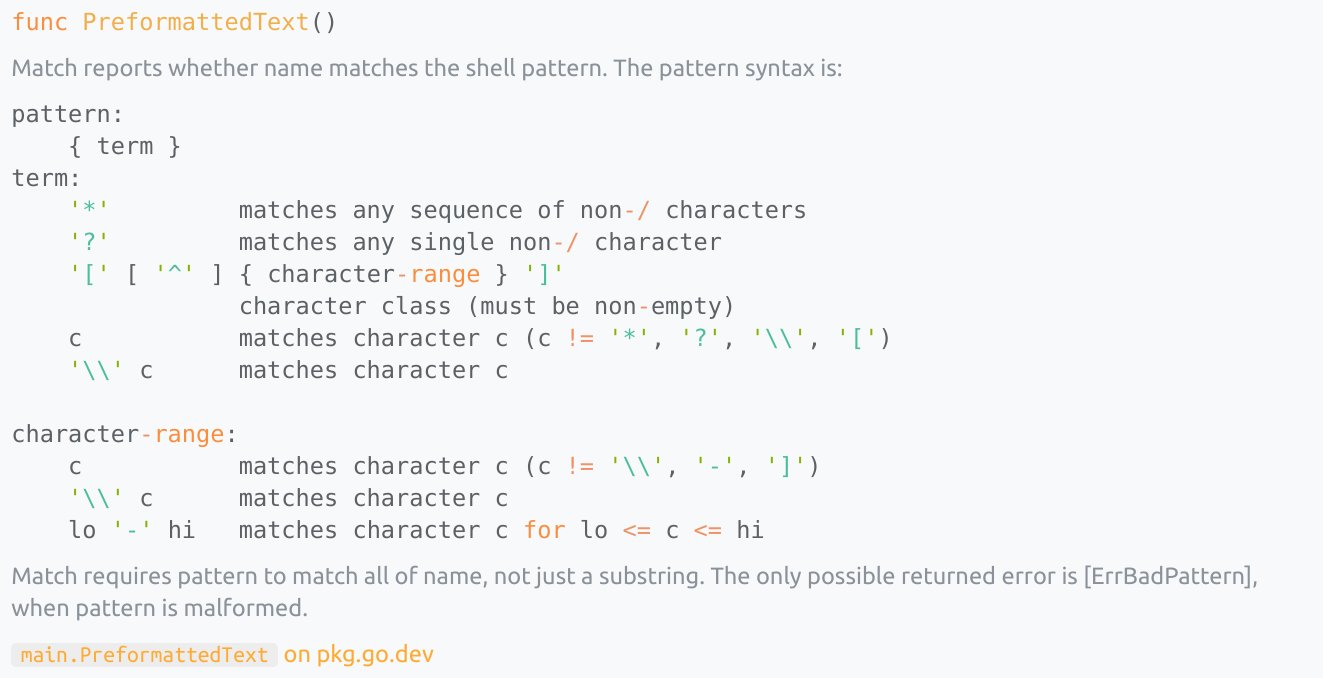 func PreformattedText()
Match reports whether name matches the shell pattern. The pattern syntax is:
pattern:
    { term }
term:
    '*'         matches any sequence of non-/ characters
    '?'         matches any single non-/ character
    '[' [ '^' ] { character-range } ']'
                character class (must be non-empty)
    c           matches character c (c != '*', '?', '\\', '[')
    '\\' c      matches character c

character-range:
    c           matches character c (c != '\\', '-', ']')
    '\\' c      matches character c
    lo '-' hi   matches character c for lo <= c <= hi
Match requires pattern to match all of name, not just a substring. The only possible returned error is [ErrBadPattern],
when pattern is malformed.
main.PreformattedText on pkg.go.dev